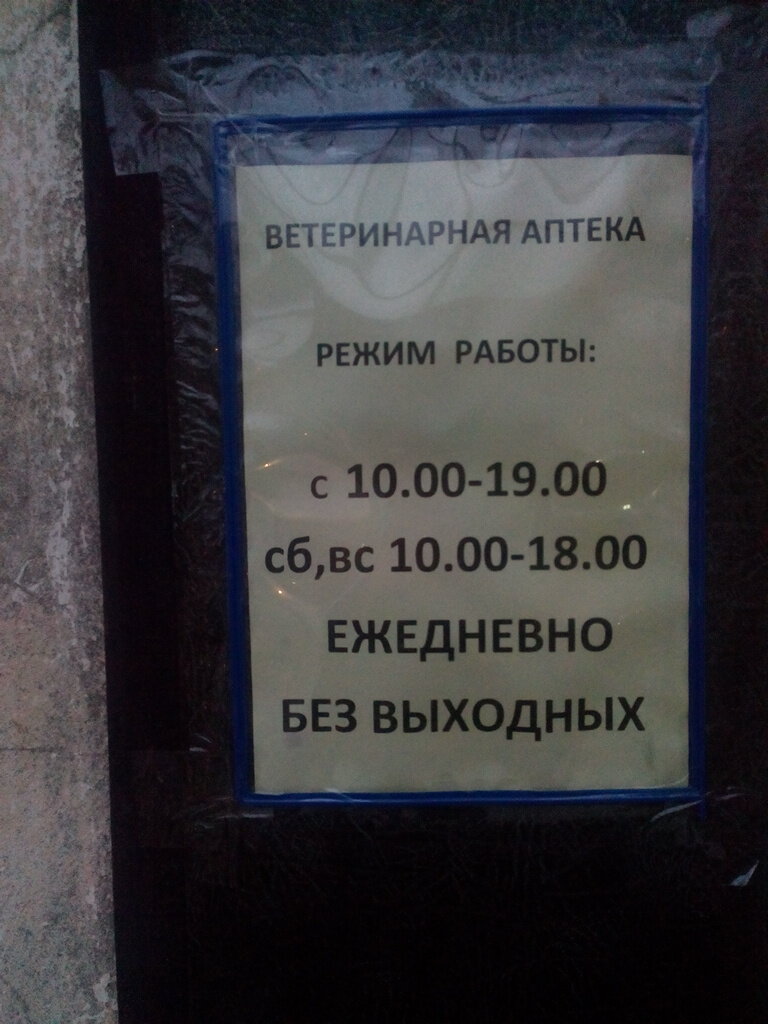 ВЕТЕРИНАРНАЯ АПТЕКА
РЕЖИМ РАБОТЫ:
с 10.00-19.00
сб,вс 10.00-18.00
ЕЖЕДНЕВНО
БЕЗ ВЫХОДНЫХ